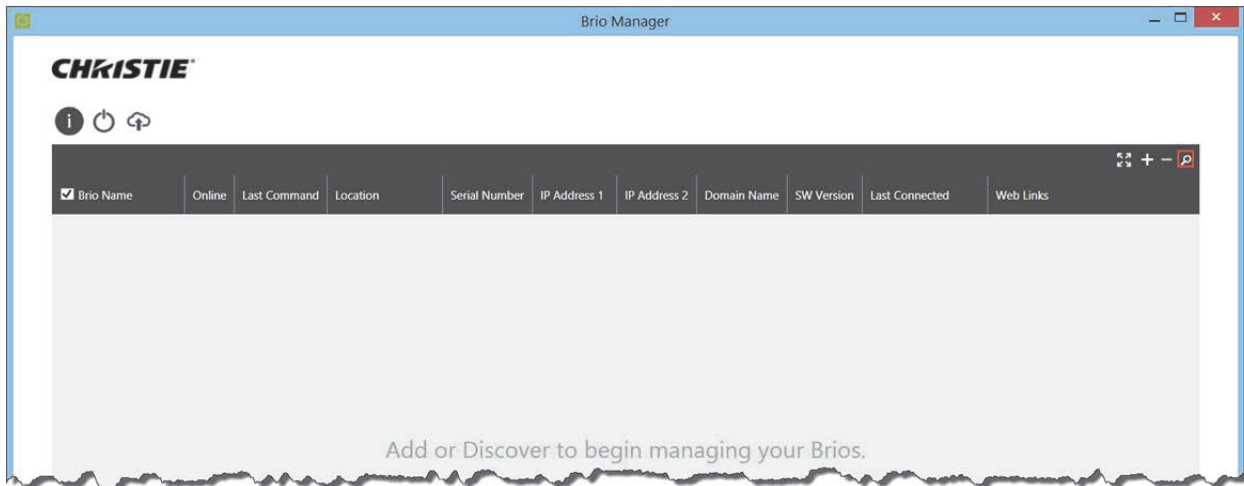 Brio Manager
CHRISTIE®
Brio Name Online Last Command Location Serial Number IP Address 1 IP Address 2 Domain Name SW Version Last Connected Web Links
Add or Discover to begin managing your Brios.